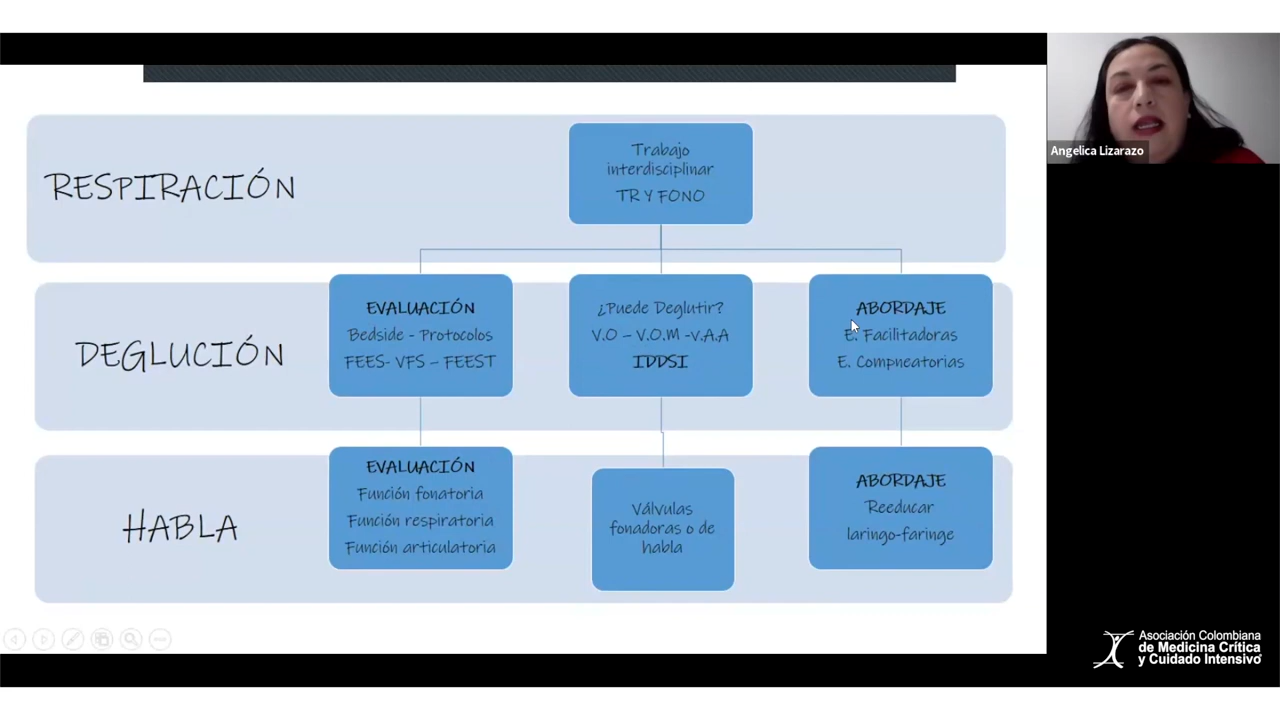 RESPIRACIÓN
Trabajo
interdisciplinar
TR Y FONO
DEGLUCIÓN
EVALUACIÓN
Bedside - Protocolos
FEES- VFS – FEEST
¿Puede Deglutir?
V.O – V.O.M -V.A.A
IDDSI
ABORDAJE
E. Facilitadoras
E. Compneatorias
HABLA
EVALUACIÓN
Función fonatoria
Función respiratoria
Función articulatoria
Válvulas
fonadoras o de
habla
ABORDAJE
Reeducar
laringo-faringe
Angelica Lizarazo
Asociación Colombiana
de Medicina Crítica
y Cuidado Intensivo